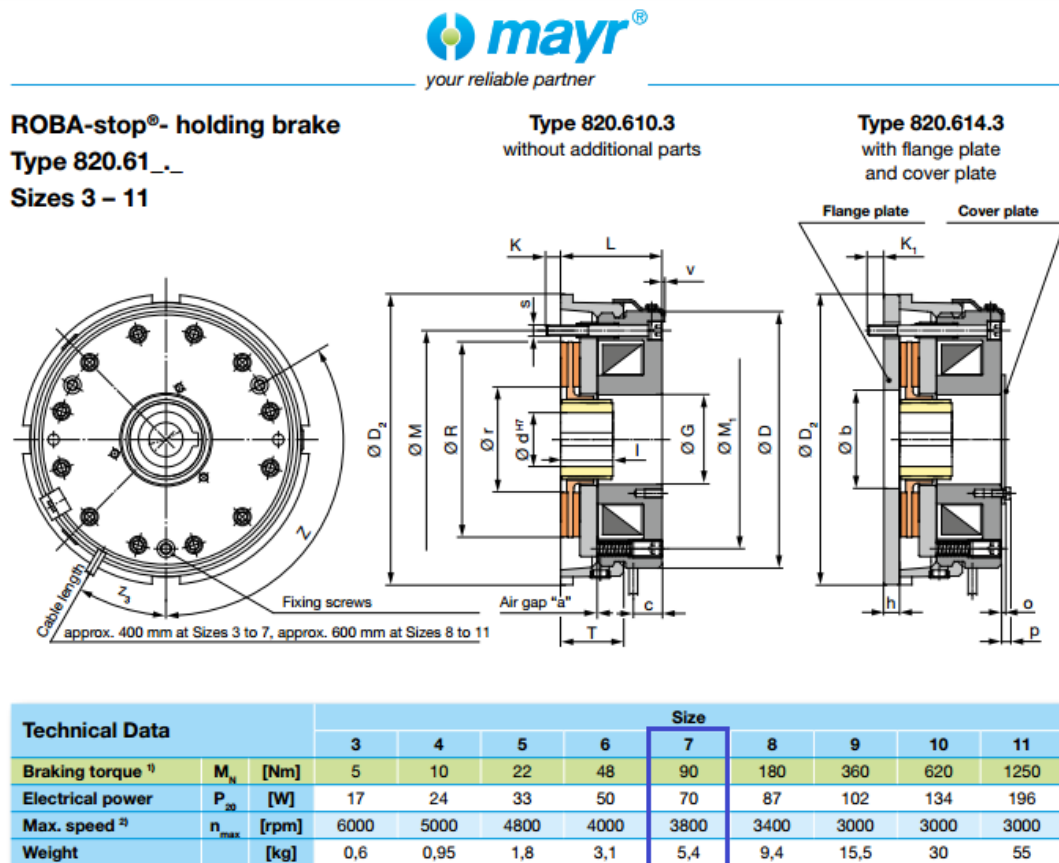 mayr®
your reliable partner
ROBA-stop®- holding brake
Type 820.61_._
Sizes 3 – 11
Type 820.610.3
without additional parts
Type 820.614.3
with flange plate
and cover plate
Flange plate Cover plate
K L v s
Ø D₂ Ø M Ø R Ø r Ø d H7 l Ø G Ø M₁ Ø D
K₁
Ø D₂ Ø b
Z
Z₃
Cable length
Fixing screws
Air gap "a"
c
T
h o
p
approx. 400 mm at Sizes 3 to 7, approx. 600 mm at Sizes 8 to 11
Technical Data Size
3 4 5 6 7 8 9 10 11
Braking torque ¹⁾ M_N [Nm] 5 10 22 48 90 180 360 620 1250
Electrical power P₂₀ [W] 17 24 33 50 70 87 102 134 196
Max. speed ²⁾ n_max [rpm] 6000 5000 4800 4000 3800 3400 3000 3000 3000
Weight [kg] 0,6 0,95 1,8 3,1 5,4 9,4 15,5 30 55